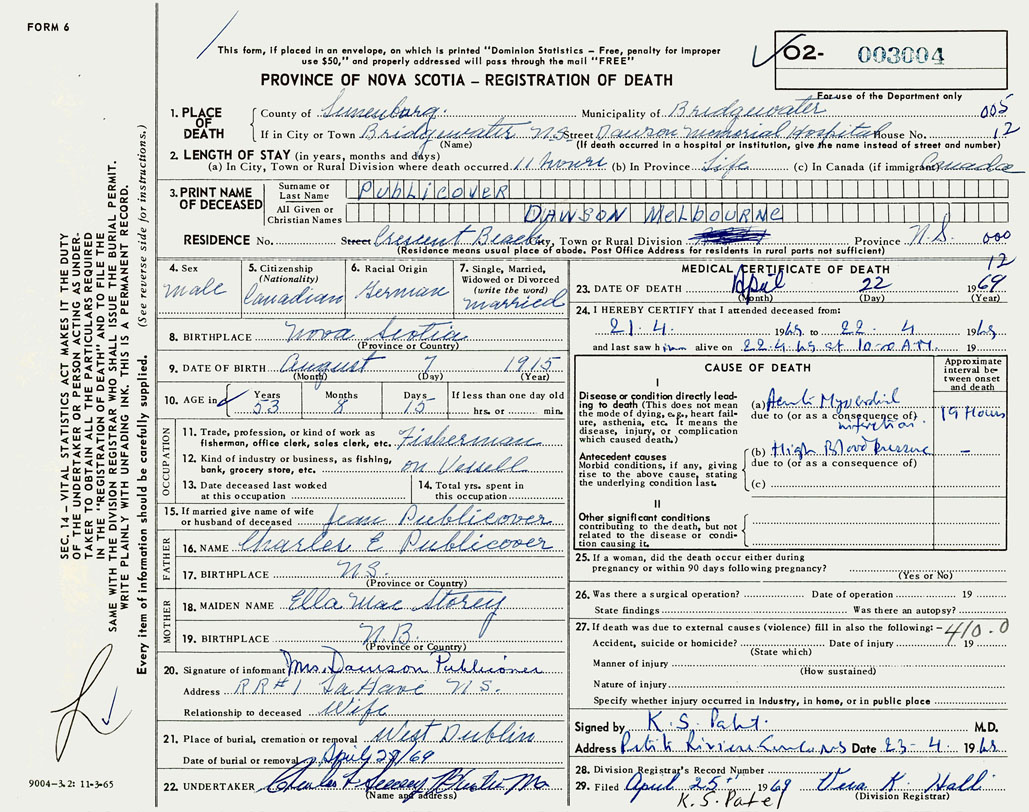 FORM 6
This form, if placed in an envelope, on which is printed "Dominion Statistics – Free, penalty for improper
use $50," and properly addressed will pass through the mail "FREE"
PROVINCE OF NOVA SCOTIA – REGISTRATION OF DEATH
O2- 003004
For use of the Department only
1. PLACE OF DEATH
County of Lunenburg. Municipality of Bridgewater 005
If in City or Town Bridgewater N.S. Street Dawson Memorial Hospital House No. 12
(Name) (If death occurred in a hospital or institution, give the name instead of street and number)
2. LENGTH OF STAY (in years, months and days)
(a) In City, Town or Rural Division where death occurred 11 hours (b) In Province Life (c) In Canada (if immigrant) Canada
3. PRINT NAME OF DECEASED
Surname or Last Name PUBLICOVER
All Given or Christian Names DAWSON MELBOURNE
RESIDENCE No. Street Crescent Beach City, Town or Rural Division Province N.S. 000
(Residence means usual place of abode. Post Office Address for residents in rural parts not sufficient)
12
4. Sex
male
5. Citizenship
(Nationality)
Canadian
6. Racial Origin
German
7. Single, Married,
Widowed or Divorced
(write the word)
married
8. BIRTHPLACE Nova Scotia
(Province or Country)
9. DATE OF BIRTH August 7 1915
(Month) (Day) (Year)
10. AGE in Years 53 Months 8 Days 15 If less than one day old
hrs. or min.
OCCUPATION
11. Trade, profession, or kind of work as
fisherman, office clerk, sales clerk, etc. Fisherman
12. Kind of industry or business, as fishing,
bank, grocery store, etc. on Vessell
13. Date deceased last worked
at this occupation
14. Total yrs. spent in
this occupation
15. If married give name of wife
or husband of deceased Jean Publicover
FATHER
16. NAME Charles E Publicover
17. BIRTHPLACE N.S.
(Province or Country)
MOTHER
18. MAIDEN NAME Ella Mae Storey
19. BIRTHPLACE N.B.
(Province or Country)
20. Signature of informant Mrs. Dawson Publicover
Address RR#1 LaHave N.S.
Relationship to deceased Wife
21. Place of burial, cremation or removal West Dublin
Date of burial or removal April 29/69
22. UNDERTAKER
(Name and address)
MEDICAL CERTIFICATE OF DEATH
23. DATE OF DEATH April 22 1969
(Month) (Day) (Year)
24. I HEREBY CERTIFY that I attended deceased from:
21.4. 1969 to 22. 4 1969
and last saw him alive on 22.4.69 at 10-00 A.M. 19
CAUSE OF DEATH
Approximate
interval be-
tween onset
and death
I
Disease or condition directly lead-
ing to death (This does not mean
the mode of dying, e.g., heart fail-
ure, asthenia, etc. It means the
disease, injury, or complication
which caused death.)
(a) Acute Myocardial
due to (or as a consequence of) infarction.
19 Hours
Antecedent causes
Morbid conditions, if any, giving
rise to the above cause, stating
the underlying condition last.
(b) High Blood Pressure –
due to (or as a consequence of)
(c)
II
Other significant conditions
contributing to the death, but not
related to the disease or condi-
tion causing it.
25. If a woman, did the death occur either during
pregnancy or within 90 days following pregnancy?
(Yes or No)
26. Was there a surgical operation? Date of operation 19
State findings Was there an autopsy?
27. If death was due to external causes (violence) fill in also the following: – 410.0
Accident, suicide or homicide? Date of injury 19
(State which)
Manner of injury
(How sustained)
Nature of injury
Specify whether injury occurred in Industry, in home, or in public place
Signed by K.S. Patel. M.D.
Address Petite Riviere N.S Date 23-4. 1969
28. Division Registrar's Record Number
29. Filed April 25 1969 Vera K. Hall
(Division Registrar)
K.S. Patel
SEC. 14 – VITAL STATISTICS ACT MAKES IT THE DUTY
OF THE UNDERTAKER OR PERSON ACTING AS UNDER-
TAKER TO OBTAIN ALL THE PARTICULARS REQUIRED
IN THE "REGISTRATION OF DEATH" AND TO FILE THE
SAME WITH THE DIVISION REGISTRAR WHO SHALL ISSUE THE BURIAL PERMIT.
WRITE PLAINLY WITH UNFADING INK. THIS IS A PERMANENT RECORD.
Every item of information should be carefully supplied. (See reverse side for instructions.)
9004–3.2: 11-3-65